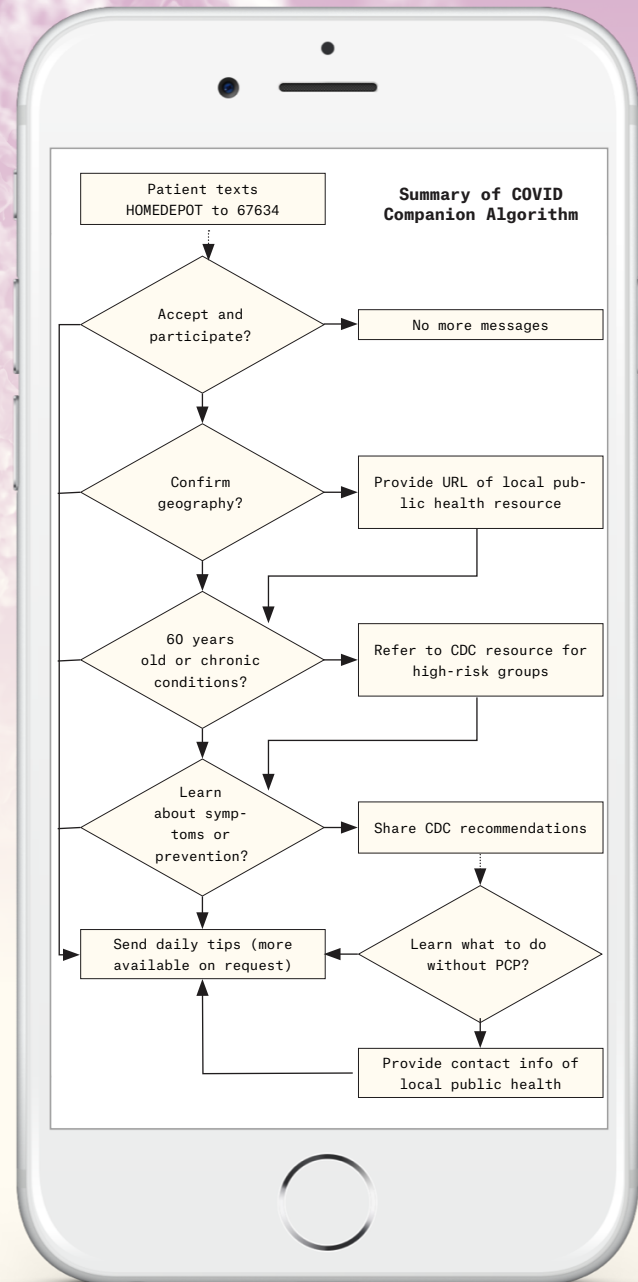 Patient texts
HOMEDEPOT to 67634
Summary of COVID
Companion Algorithm
Accept and
participate?
No more messages
Confirm
geography?
Provide URL of local pub-
lic health resource
60 years
old or chronic
conditions?
Refer to CDC resource for
high-risk groups
Learn
about symp-
toms or
prevention?
Share CDC recommendations
Send daily tips (more
available on request)
Learn what to do
without PCP?
Provide contact info of
local public health